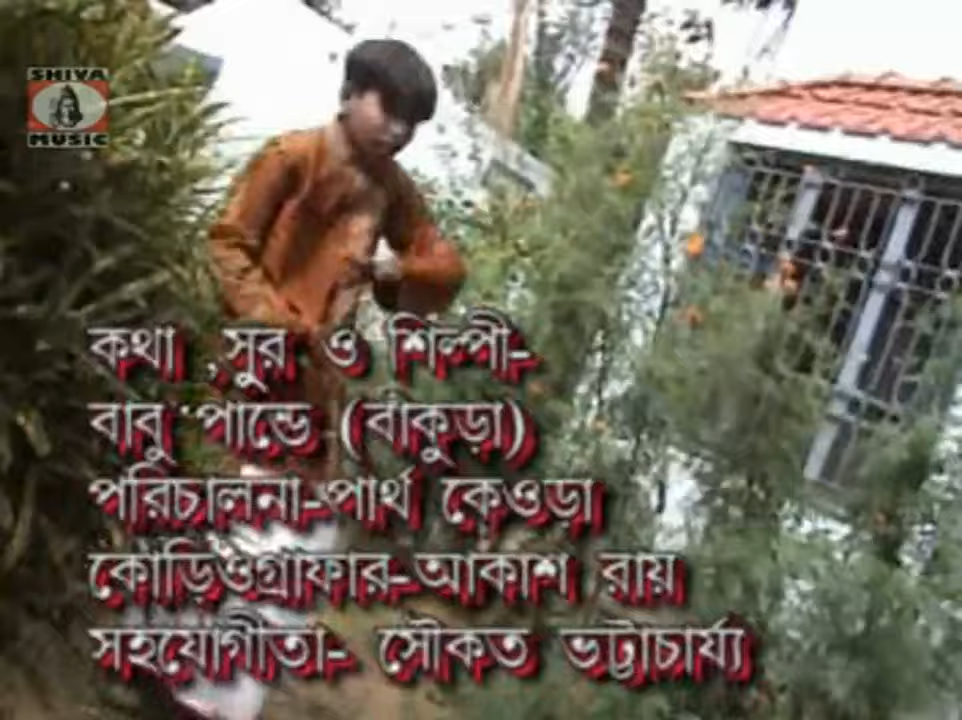 SHIVA
MUSIC
কথা ,সুর ও শিল্পী-
বাবু পান্ডে (বাঁকুড়া)
পরিচালনা-পার্থ কেওড়া
কোড়িওগ্রাফার-আকাশ রায়
সহযোগীতা- সৌকত ভট্টাচার্য্য